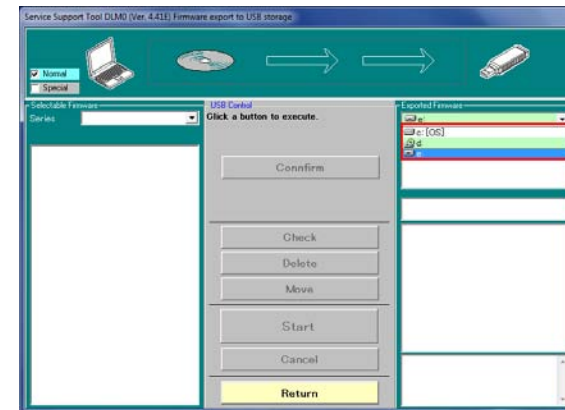 Service Support Tool DLM0 (Ver. 4.41E) Firmware export to USB storage
Normal
Special
Selectable Firmware
Series
USB Control
Click a button to execute.
Connfirm
Check
Delete
Move
Start
Cancel
Return
Exported Firmware
e:
c: [OS]
d:
e: